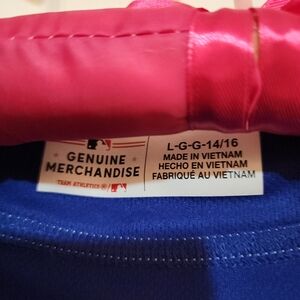 GENUINE
MERCHANDISE
TEAM ATHLETICS ®/
L-G-G-14/16
MADE IN VIETNAM
HECHO EN VIETNAM
FABRIQUÉ AU VIETNAM